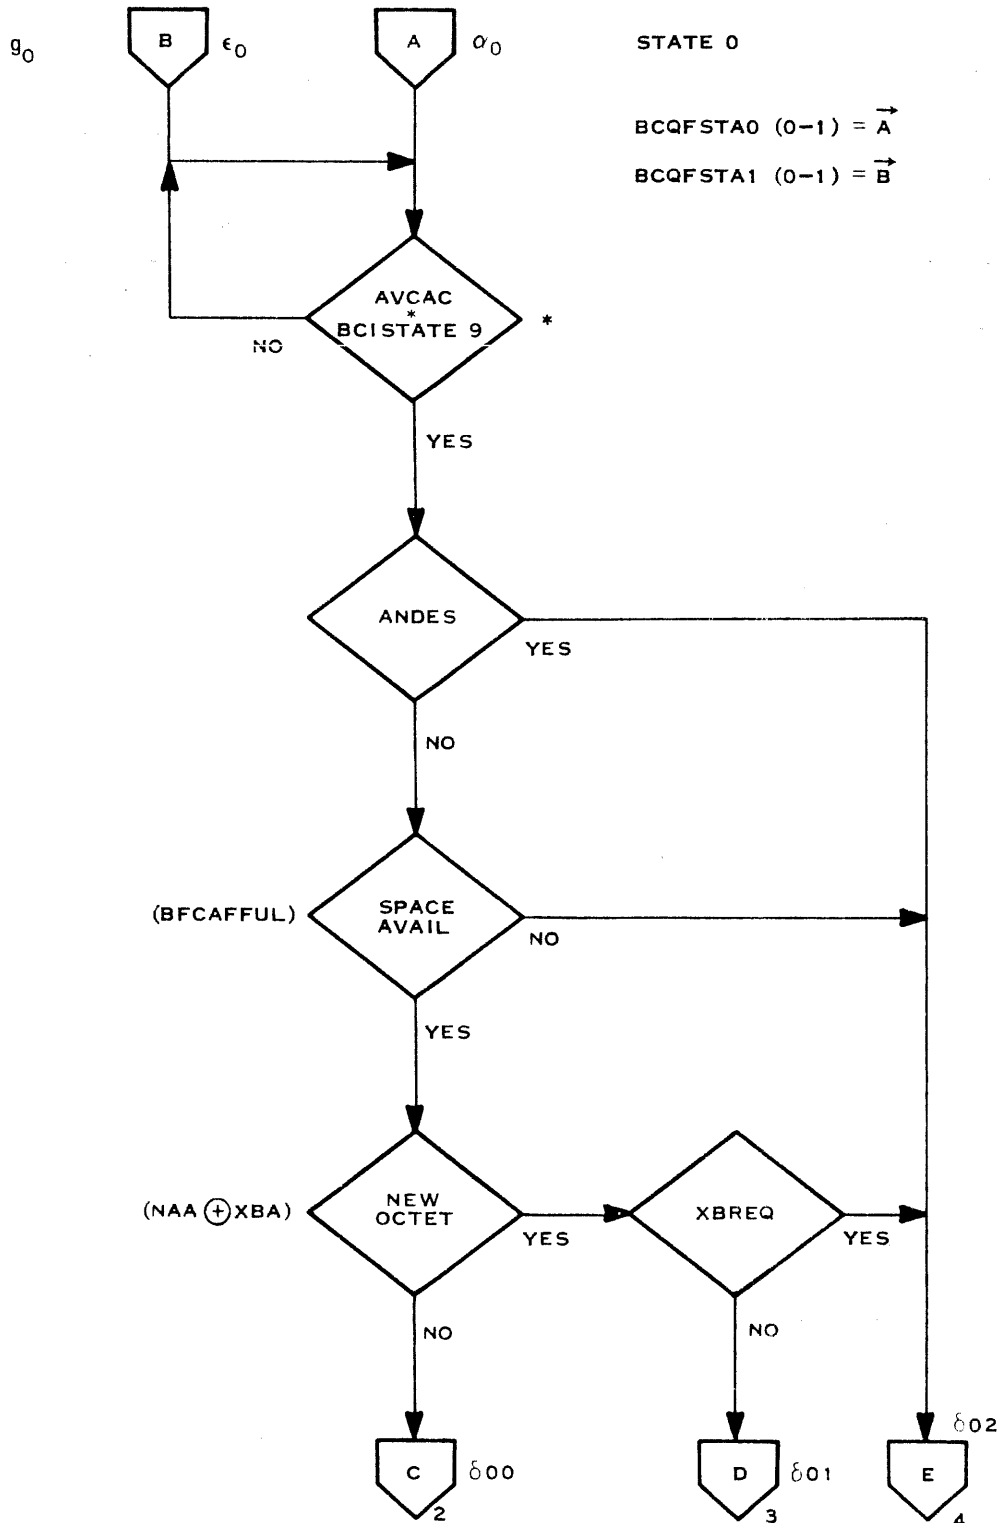 g₀
B ε₀
A α₀
STATE 0
BCQFSTA0 (0-1) = A⃗
BCQFSTA1 (0-1) = B⃗
AVCAC
*
BCISTATE 9
*
NO
YES
ANDES
YES
NO
(BFCAFFUL)
SPACE
AVAIL
NO
YES
(NAA ⊕ XBA)
NEW
OCTET
YES
XBREQ
YES
NO
NO
δ02
C δ00
2
D δ01
3
E
4